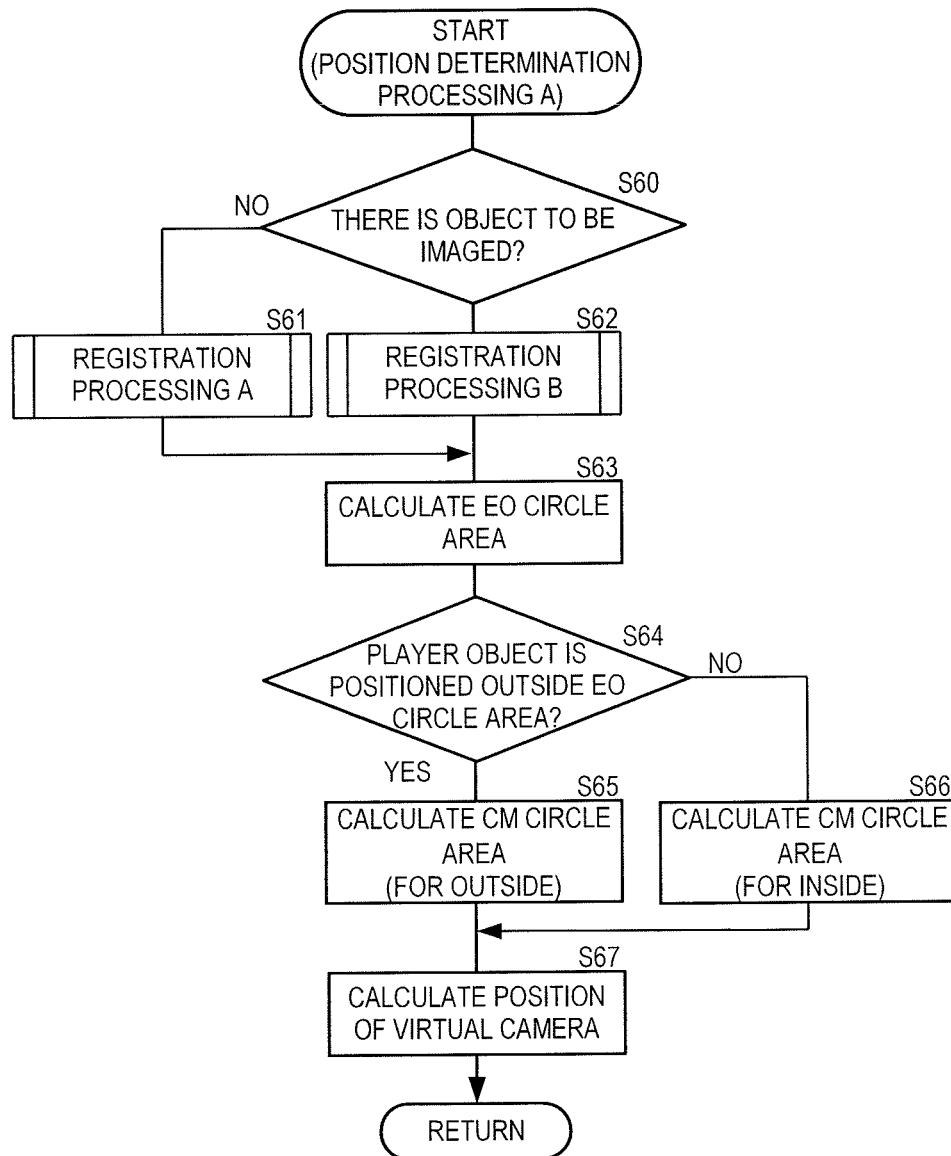 START
(POSITION DETERMINATION
PROCESSING A)
S60
NO
THERE IS OBJECT TO BE
IMAGED?
S61
S62
REGISTRATION
PROCESSING A
REGISTRATION
PROCESSING B
S63
CALCULATE EO CIRCLE
AREA
S64
PLAYER OBJECT IS
POSITIONED OUTSIDE EO
CIRCLE AREA?
NO
YES
S65
S66
CALCULATE CM CIRCLE
AREA
(FOR OUTSIDE)
CALCULATE CM CIRCLE
AREA
(FOR INSIDE)
S67
CALCULATE POSITION
OF VIRTUAL CAMERA
RETURN